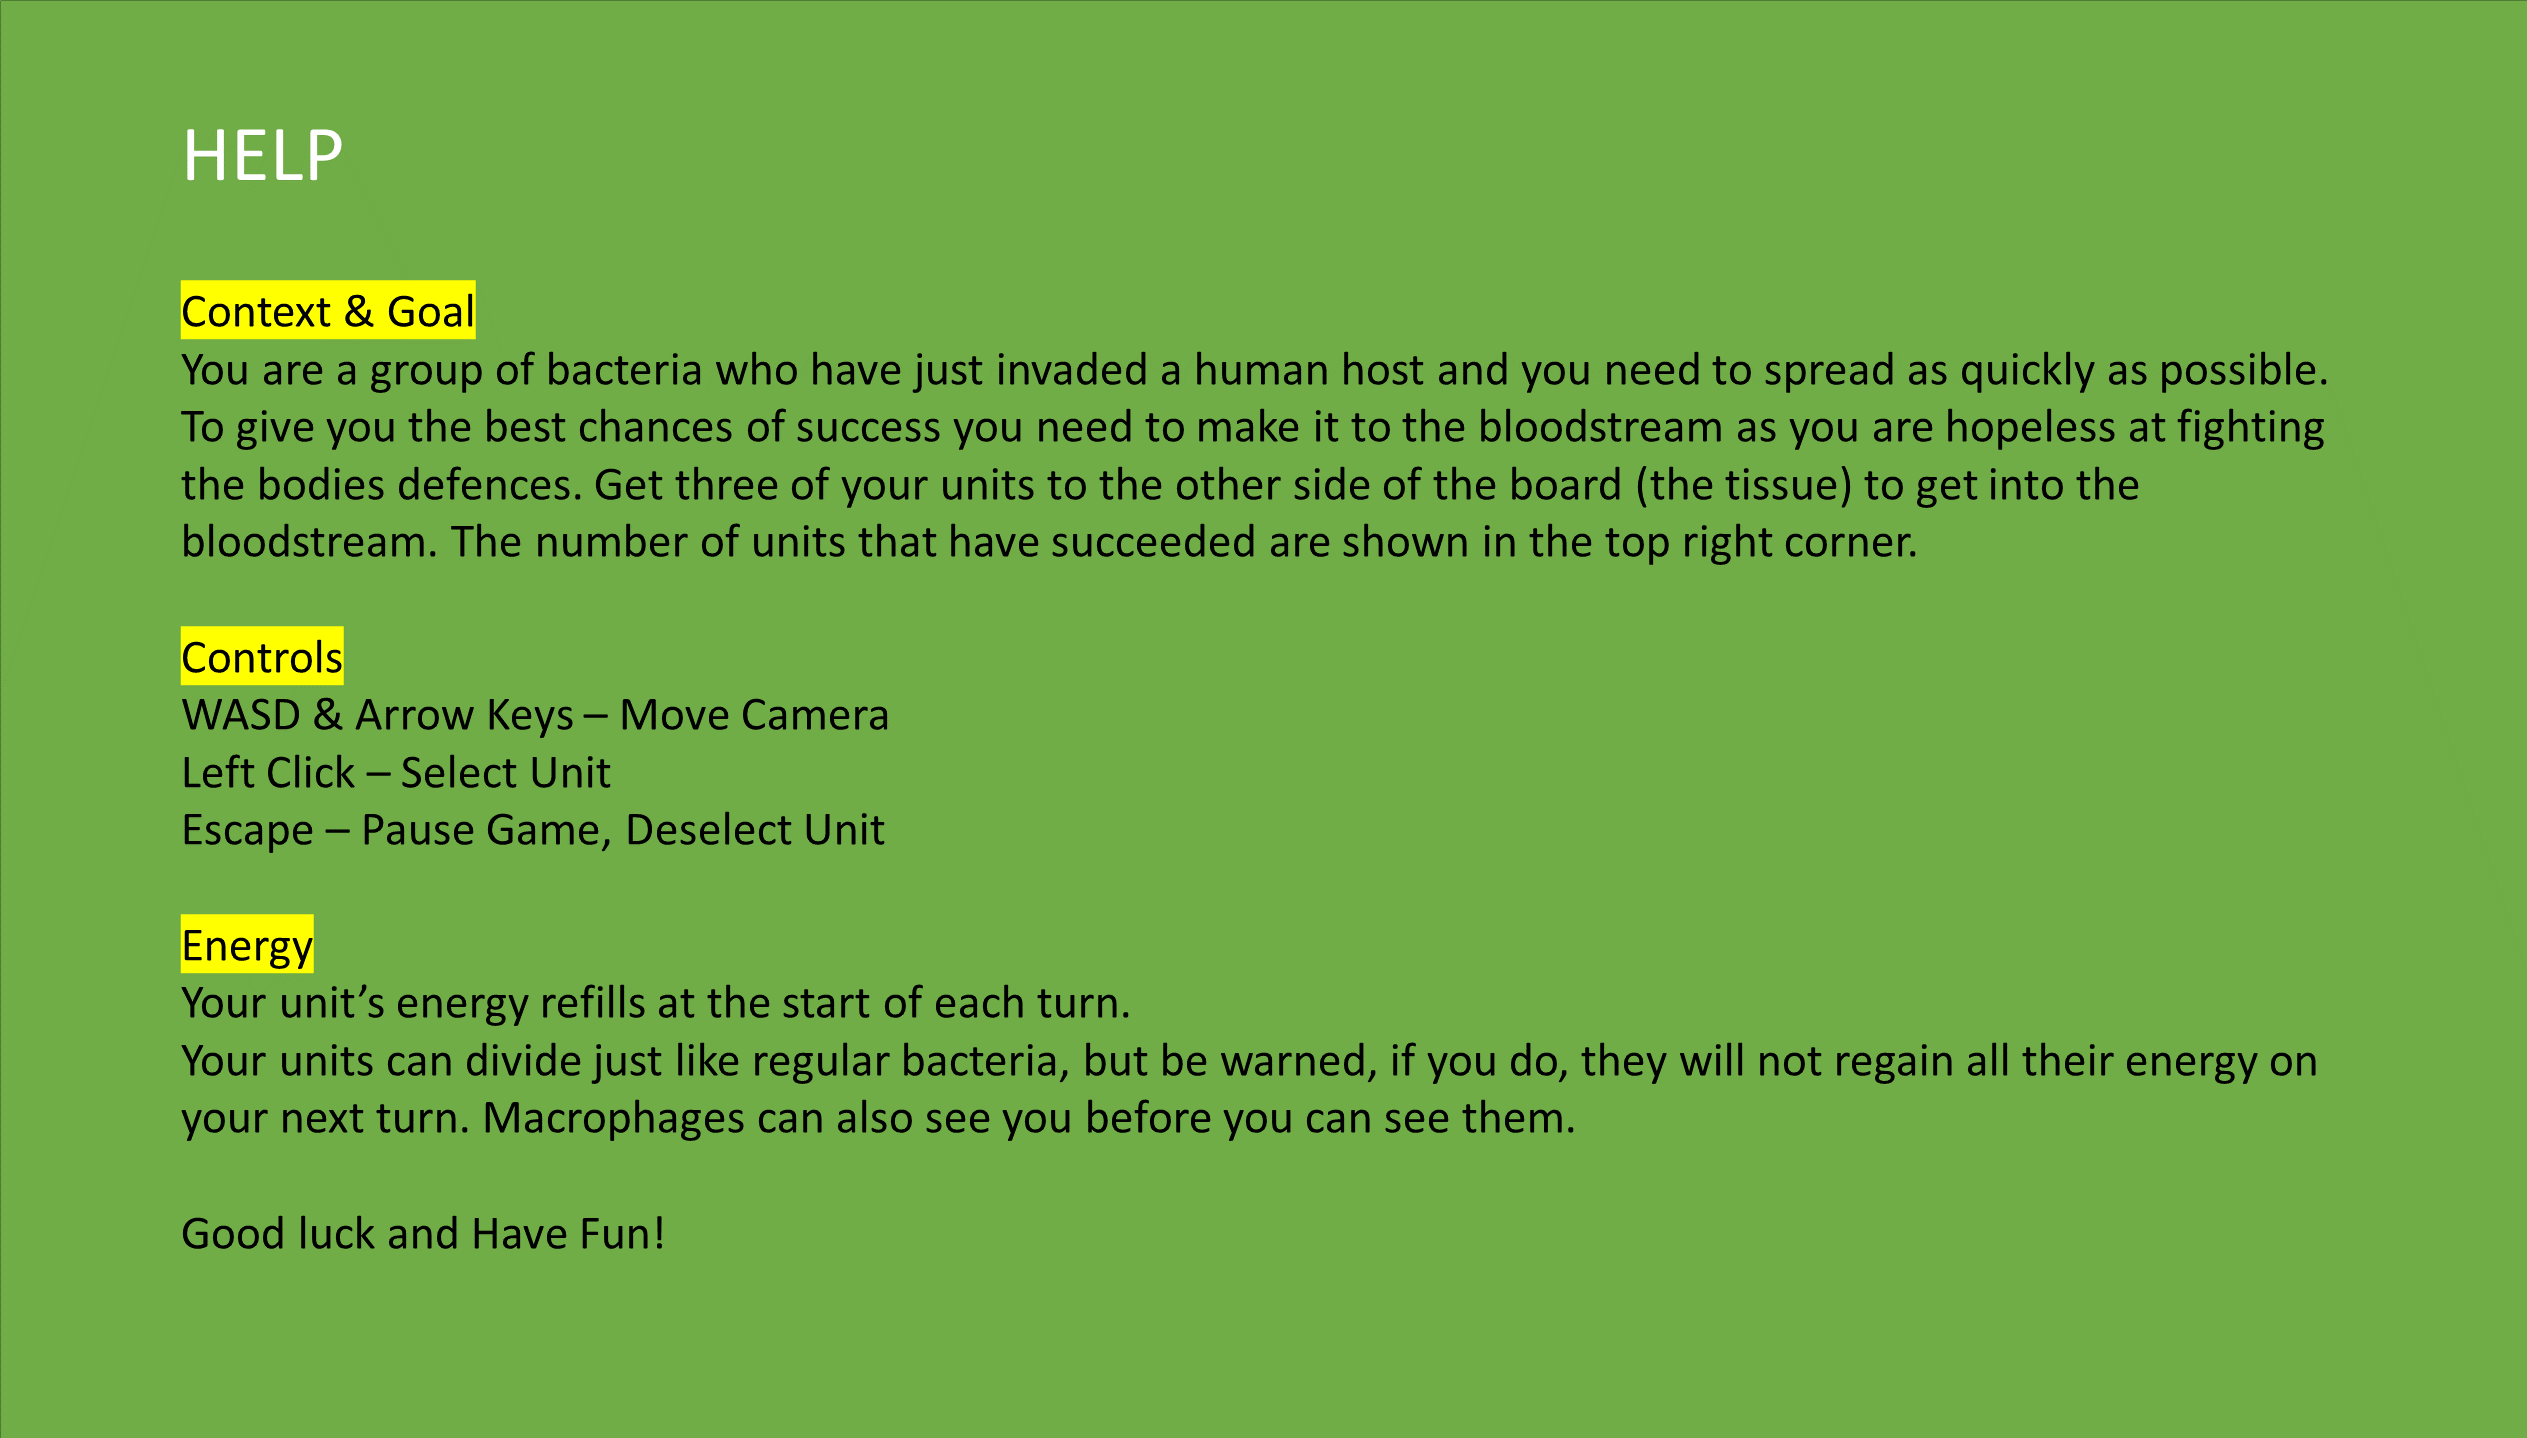 HELP
Context & Goal
You are a group of bacteria who have just invaded a human host and you need to spread as quickly as possible.
To give you the best chances of success you need to make it to the bloodstream as you are hopeless at fighting
the bodies defences. Get three of your units to the other side of the board (the tissue) to get into the
bloodstream. The number of units that have succeeded are shown in the top right corner.
Controls
WASD & Arrow Keys – Move Camera
Left Click – Select Unit
Escape – Pause Game, Deselect Unit
Energy
Your unit’s energy refills at the start of each turn.
Your units can divide just like regular bacteria, but be warned, if you do, they will not regain all their energy on
your next turn. Macrophages can also see you before you can see them.
Good luck and Have Fun!